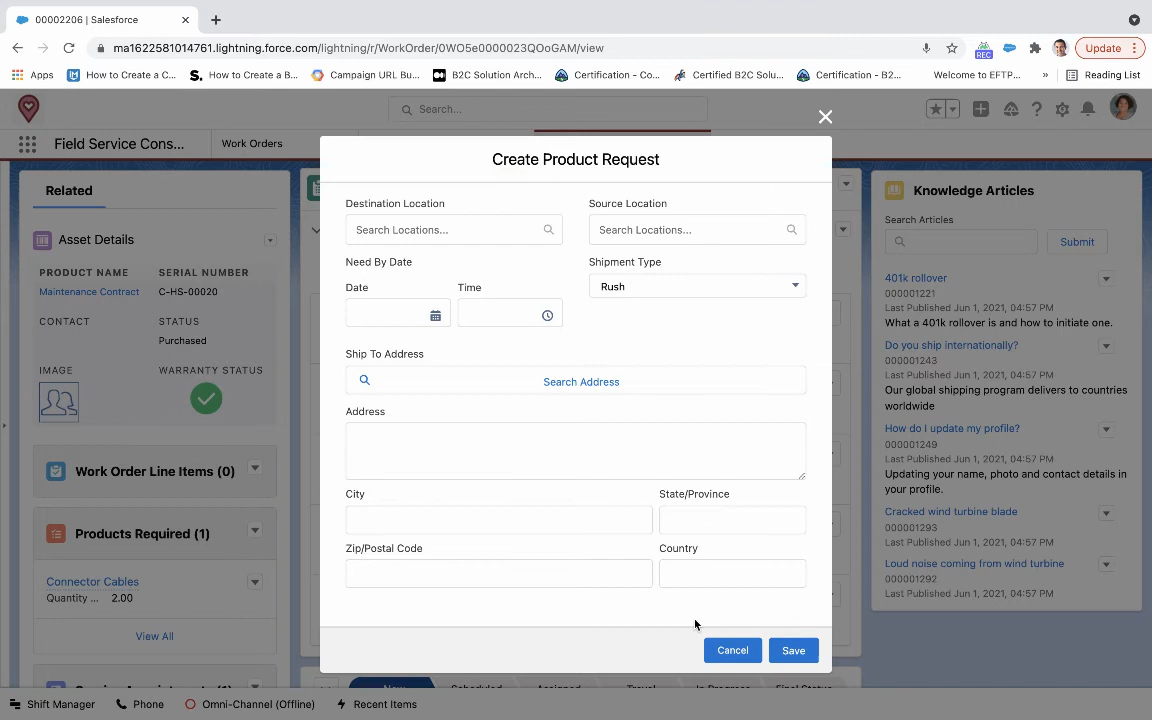 00002206 | Salesforce
ma1622581014761.lightning.force.com/lightning/r/WorkOrder/0WO5e0000023QOoGAM/view
REC
Update
Apps
How to Create a C...
How to Create a B...
Campaign URL Bu...
B2C Solution Arch...
Certification - Co...
Certified B2C Solu...
Certification - B2...
Welcome to EFTP...
»
Reading List
Search...
Field Service Cons...
Work Orders
Related
Asset Details
PRODUCT NAME
SERIAL NUMBER
Maintenance Contract
C-HS-00020
CONTACT
STATUS
Purchased
IMAGE
WARRANTY STATUS
Work Order Line Items (0)
Products Required (1)
Connector Cables
Quantity ... 2.00
View All
Create Product Request
Destination Location
Source Location
Search Locations...
Search Locations...
Need By Date
Shipment Type
Date
Time
Rush
Ship To Address
Search Address
Address
City
State/Province
Zip/Postal Code
Country
Cancel
Save
Knowledge Articles
Search Articles
Submit
401k rollover
000001221
Last Published Jun 1, 2021, 04:57 PM
What a 401k rollover is and how to initiate one.
Do you ship internationally?
000001243
Last Published Jun 1, 2021, 04:57 PM
Our global shipping program delivers to countries
worldwide
How do I update my profile?
000001249
Last Published Jun 1, 2021, 04:57 PM
Updating your name, photo and contact details in
your profile.
Cracked wind turbine blade
000001293
Last Published Jun 1, 2021, 04:57 PM
Loud noise coming from wind turbine
000001292
Last Published Jun 1, 2021, 04:57 PM
Shift Manager
Phone
Omni-Channel (Offline)
Recent Items